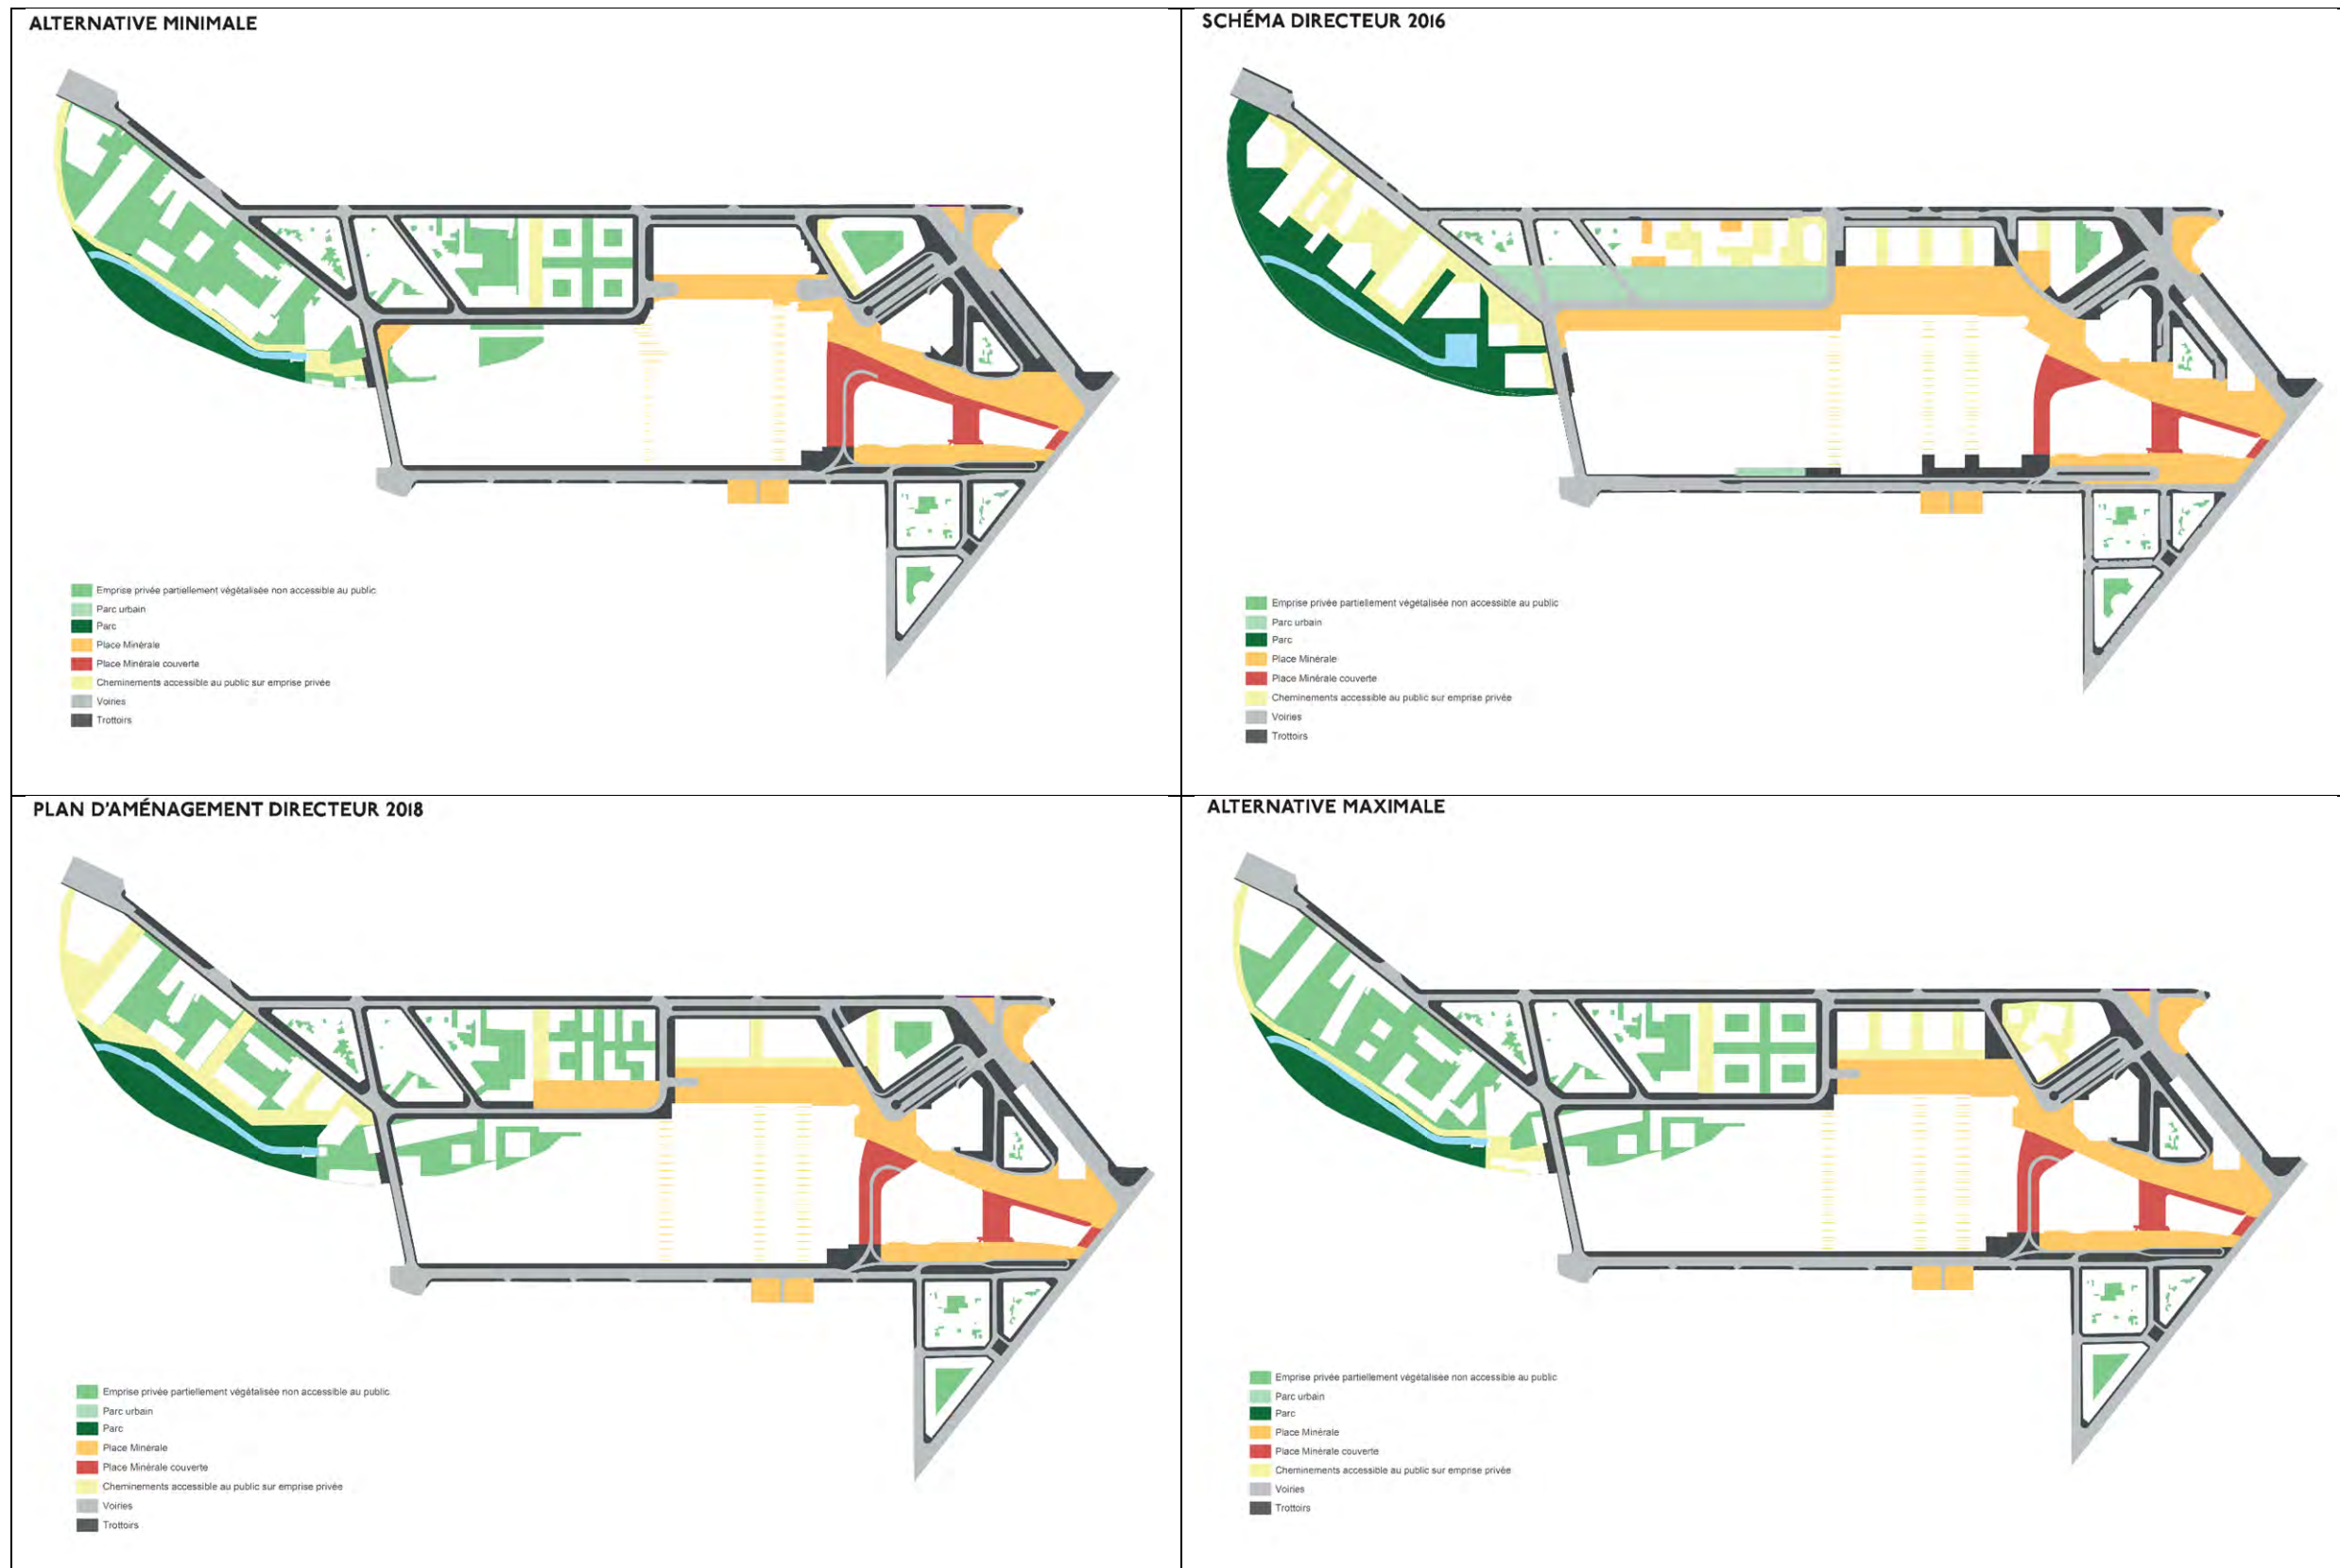 ALTERNATIVE MINIMALE
Emprise privée partiellement végétalisée non accessible au public
Parc urbain
Parc
Place Minérale
Place Minérale couverte
Cheminements accessible au public sur emprise privée
Voiries
Trottoirs
SCHÉMA DIRECTEUR 2016
Emprise privée partiellement végétalisée non accessible au public
Parc urbain
Parc
Place Minérale
Place Minérale couverte
Cheminements accessible au public sur emprise privée
Voiries
Trottoirs
PLAN D'AMÉNAGEMENT DIRECTEUR 2018
Emprise privée partiellement végétalisée non accessible au public
Parc urbain
Parc
Place Minérale
Place Minérale couverte
Cheminements accessible au public sur emprise privée
Voiries
Trottoirs
ALTERNATIVE MAXIMALE
Emprise privée partiellement végétalisée non accessible au public
Parc urbain
Parc
Place Minérale
Place Minérale couverte
Cheminements accessible au public sur emprise privée
Voiries
Trottoirs